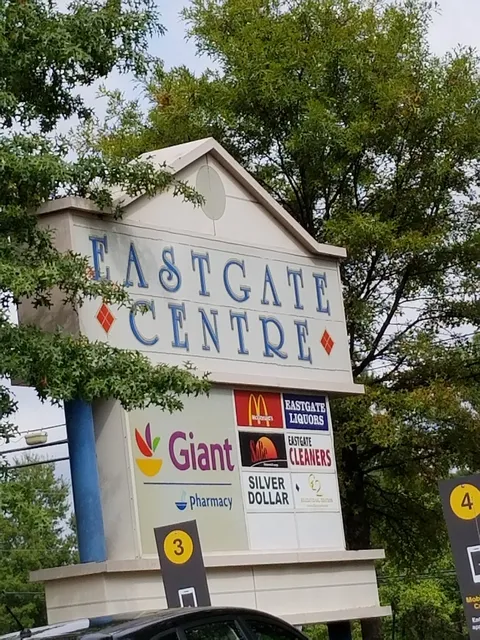 EASTGATE
CENTRE
Giant
pharmacy
McDonald's
EASTGATE
LIQUORS
EASTGATE
CLEANERS
SILVER
DOLLAR
3
4